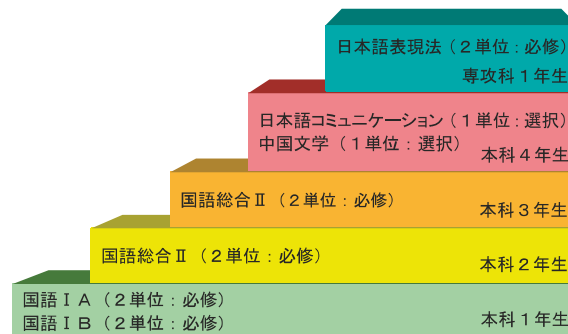 日本語表現法（２単位：必修）
専攻科１年生
日本語コミュニケーション（１単位：選択）
中国文学（１単位：選択）
本科４年生
国語総合Ⅱ（２単位：必修）
本科３年生
国語総合Ⅱ（２単位：必修）
本科２年生
国語ⅠＡ（２単位：必修）
国語ⅠＢ（２単位：必修）
本科１年生